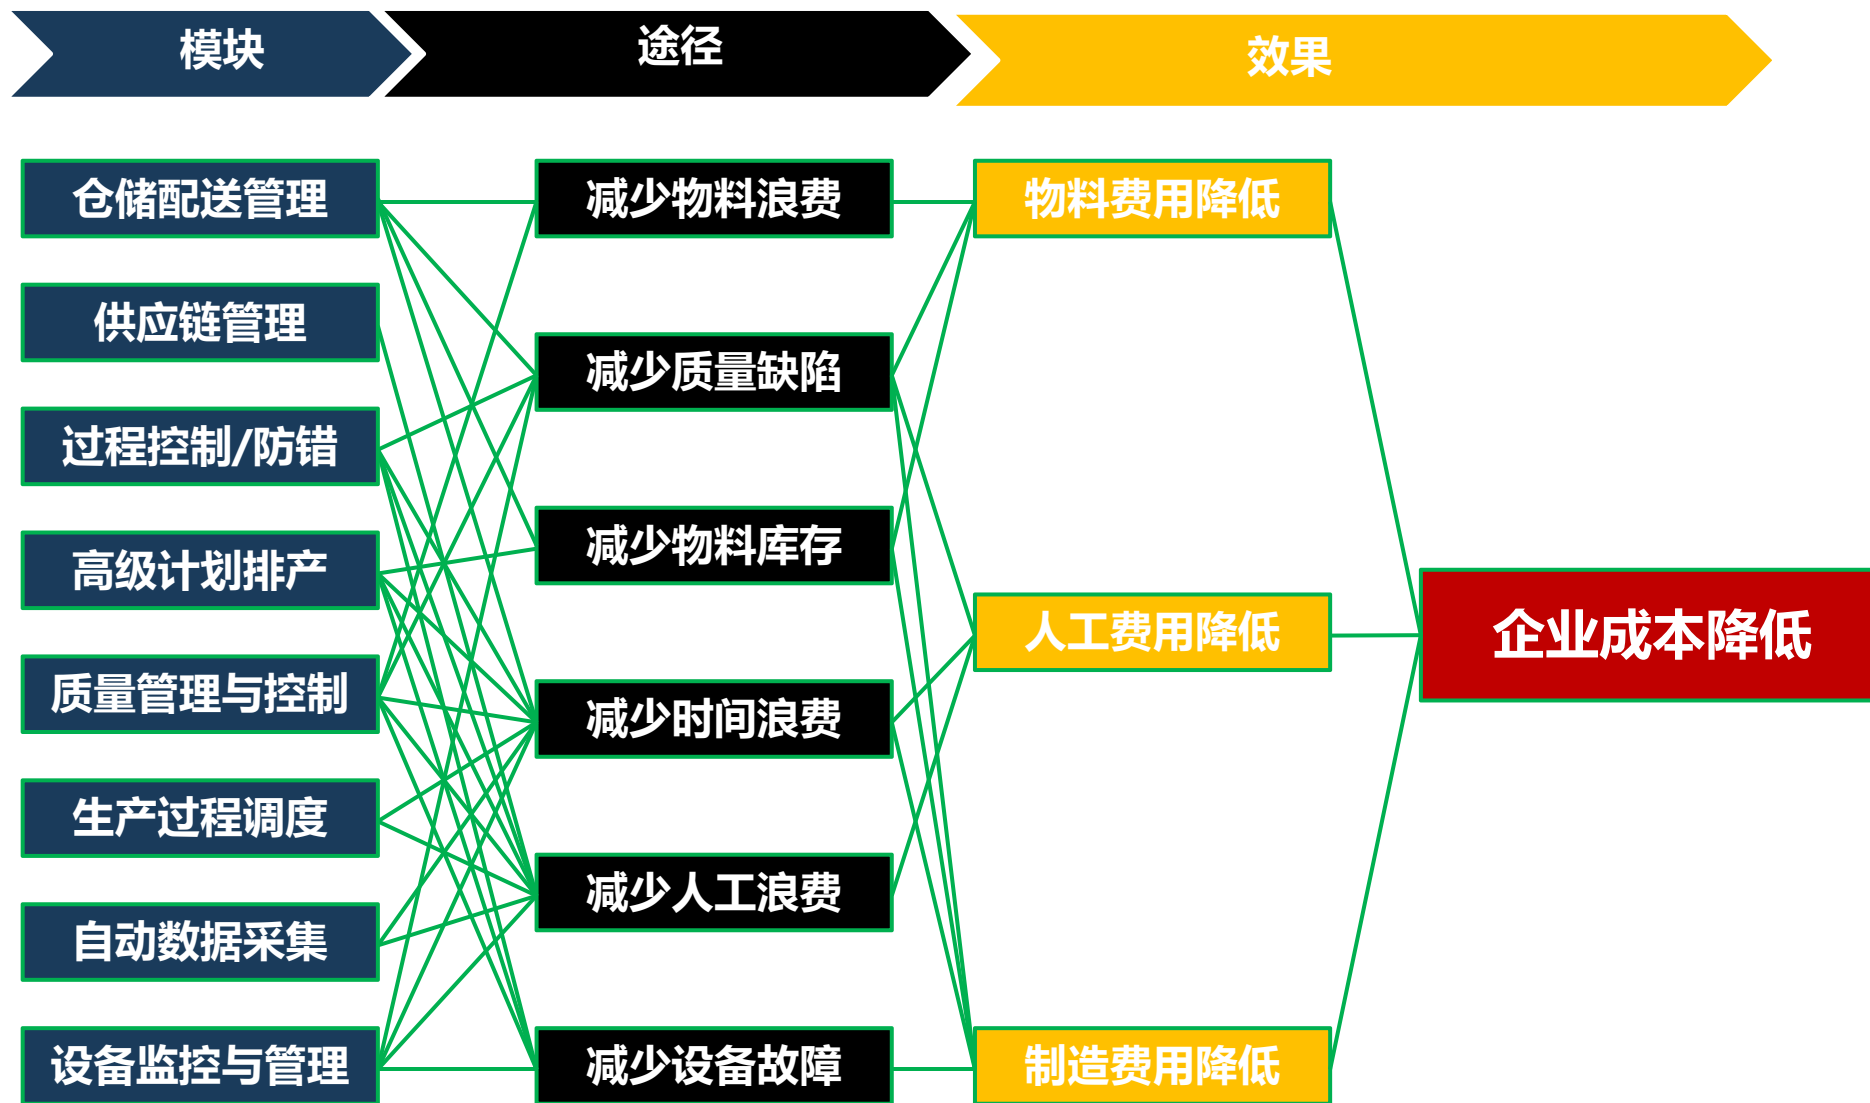 模块
途径
效果
仓储配送管理
供应链管理
过程控制/防错
高级计划排产
质量管理与控制
生产过程调度
自动数据采集
设备监控与管理
减少物料浪费
减少质量缺陷
减少物料库存
减少时间浪费
减少人工浪费
减少设备故障
物料费用降低
人工费用降低
制造费用降低
企业成本降低